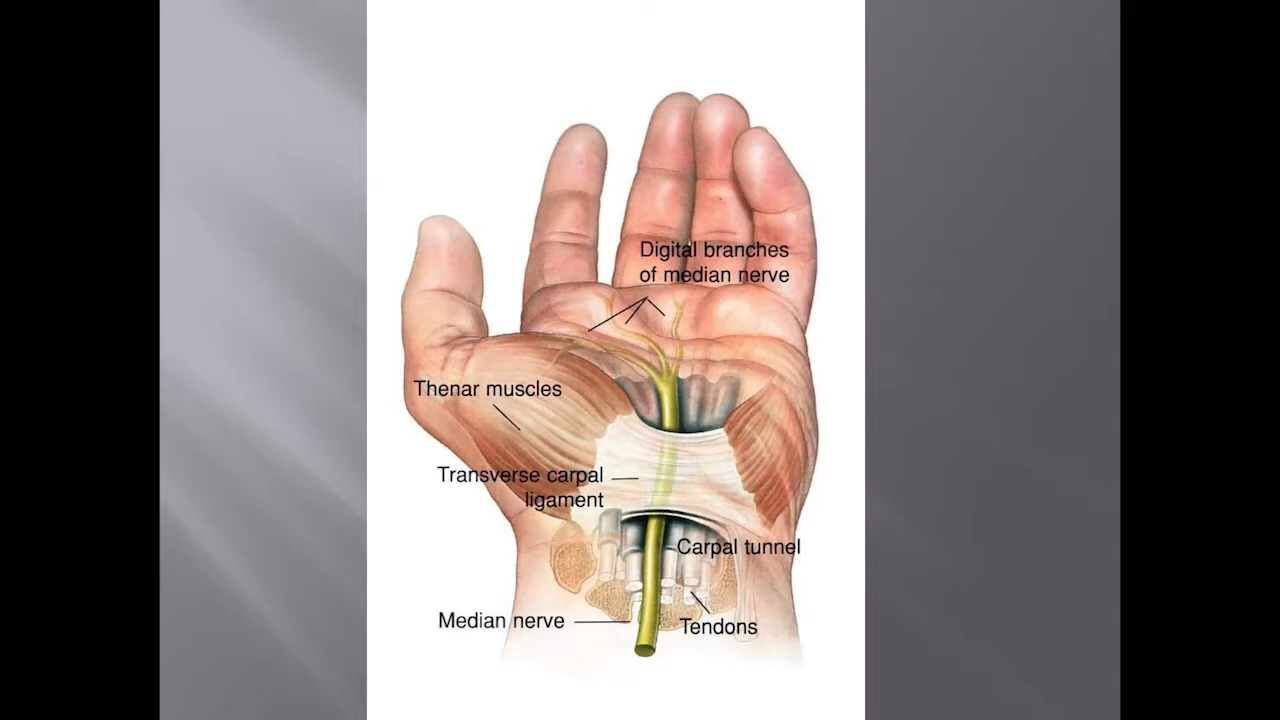 Digital branches
of median nerve
Thenar muscles
Transverse carpal
ligament
Carpal tunnel
Median nerve
Tendons